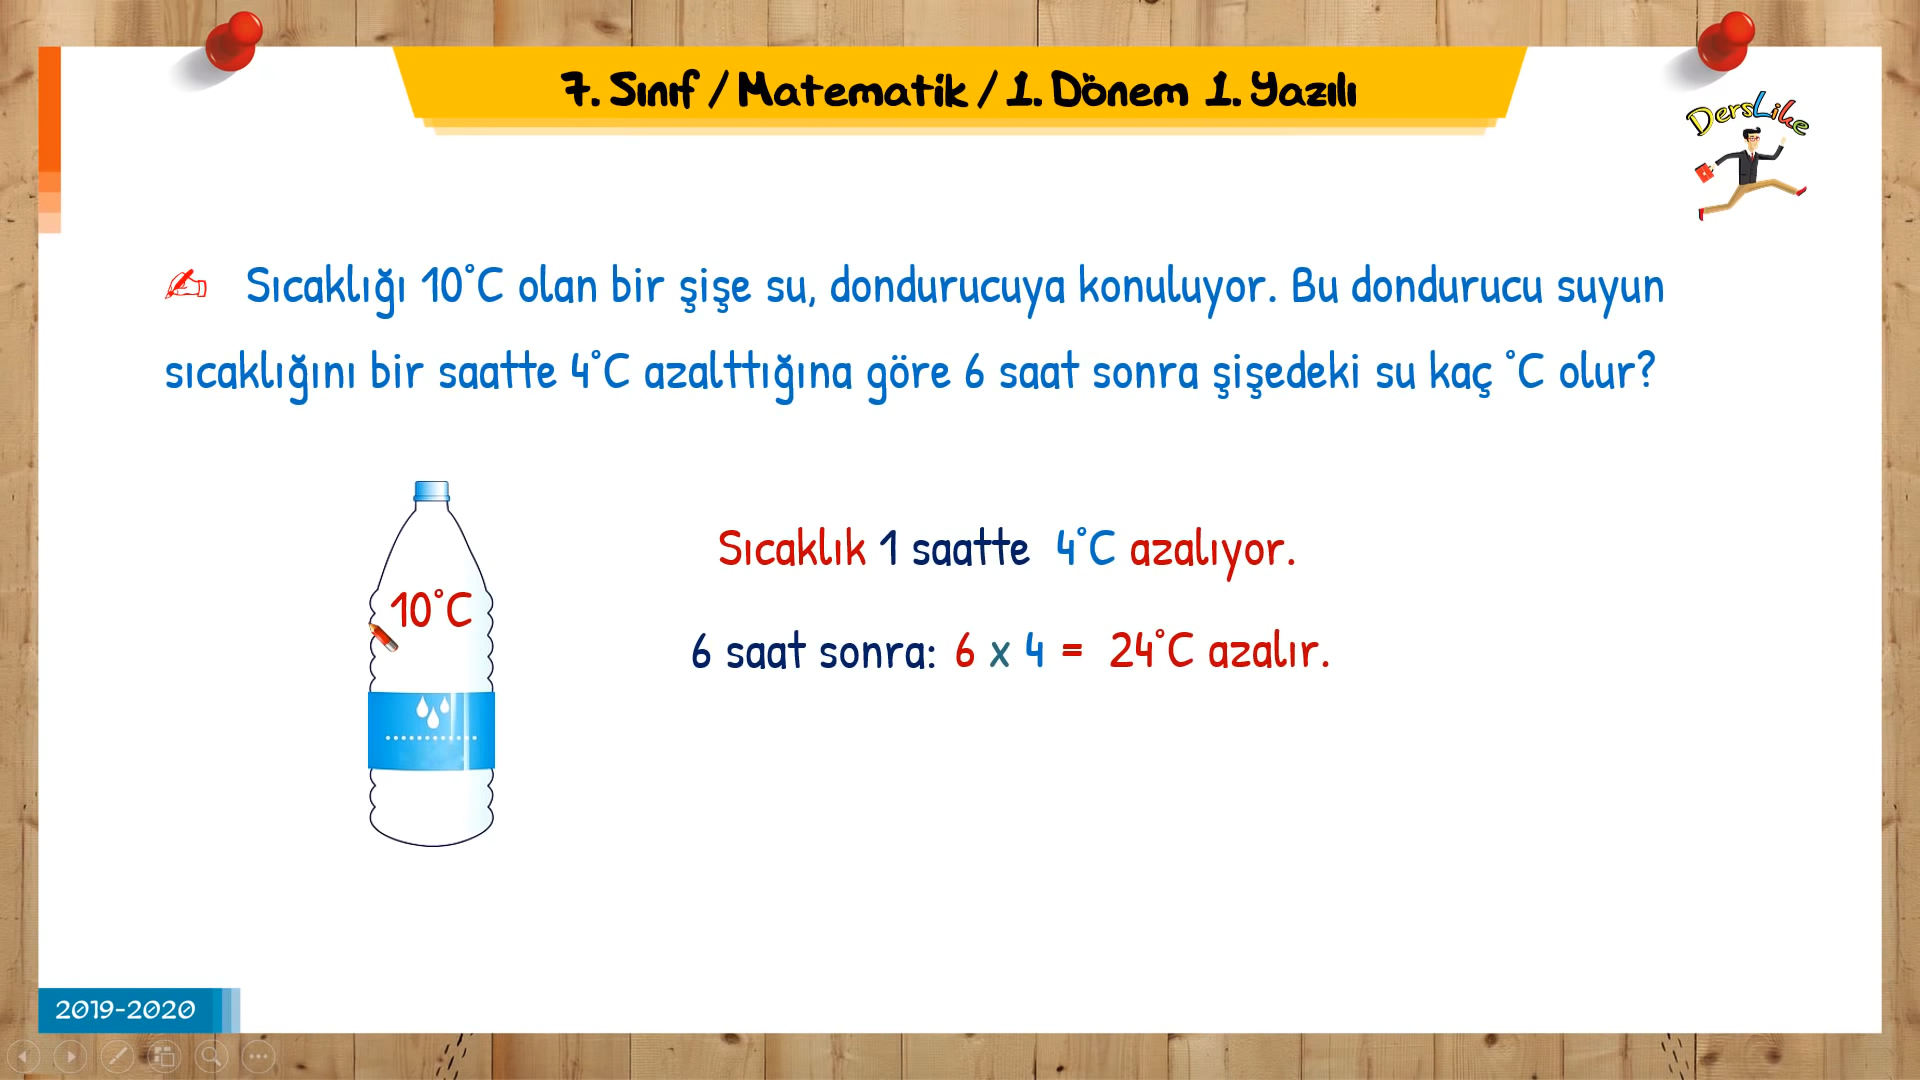 7. Sınıf / Matematik / 1. Dönem 1. Yazılı
DersLike
Sıcaklığı 10°C olan bir şişe su, dondurucuya konuluyor. Bu dondurucu suyun
sıcaklığını bir saatte 4°C azalttığına göre 6 saat sonra şişedeki su kaç °C olur?
10°C
Sıcaklık 1 saatte 4°C azalıyor.
6 saat sonra: 6 x 4 = 24°C azalır.
2019-2020